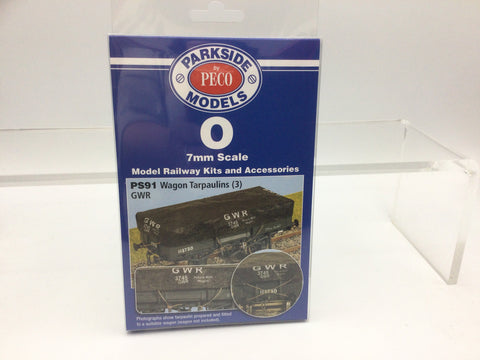 PARKSIDE
by
PECO
MODELS
O
7mm Scale
Model Railway Kits and Accessories
PS91 Wagon Tarpaulins (3)
GWR
GWR
GWR
GWR
Photographs show tarpaulin prepared and fitted
to a suitable wagon (wagon not included).